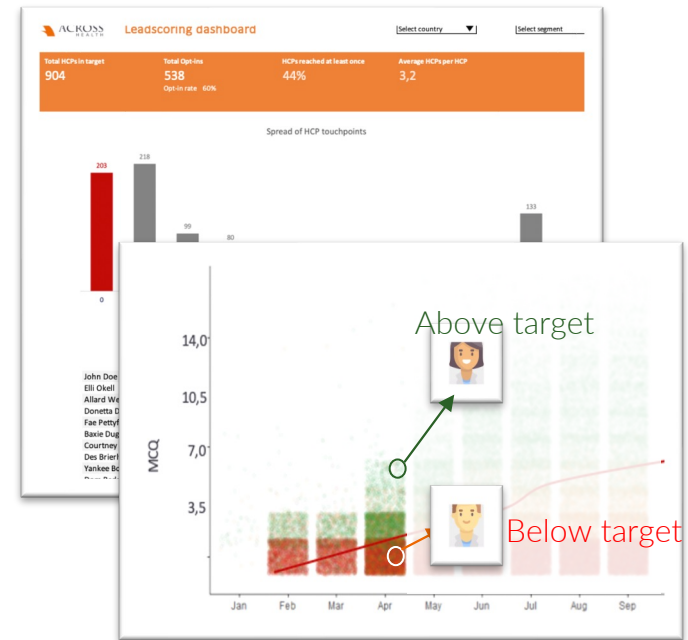 ACROSS
HEALTH
Leadscoring dashboard
Select country
Select segment
Total HCPs in target
904
Total Opt-ins
538
Opt-in rate 60%
HCPs reached at least once
44%
Average HCPs per HCP
3,2
Spread of HCP touchpoints
203
218
99
80
133
0
John Doe
Elli Okell
Allard We
Donetta D
Fae Pettyf
Baxie Dug
Courtney
Des Brierl
Yankee Bo
Above target
Below target
MCQ
14,0
10,5
7,0
3,5
Jan Feb Mar Apr May Jun Jul Aug Sep